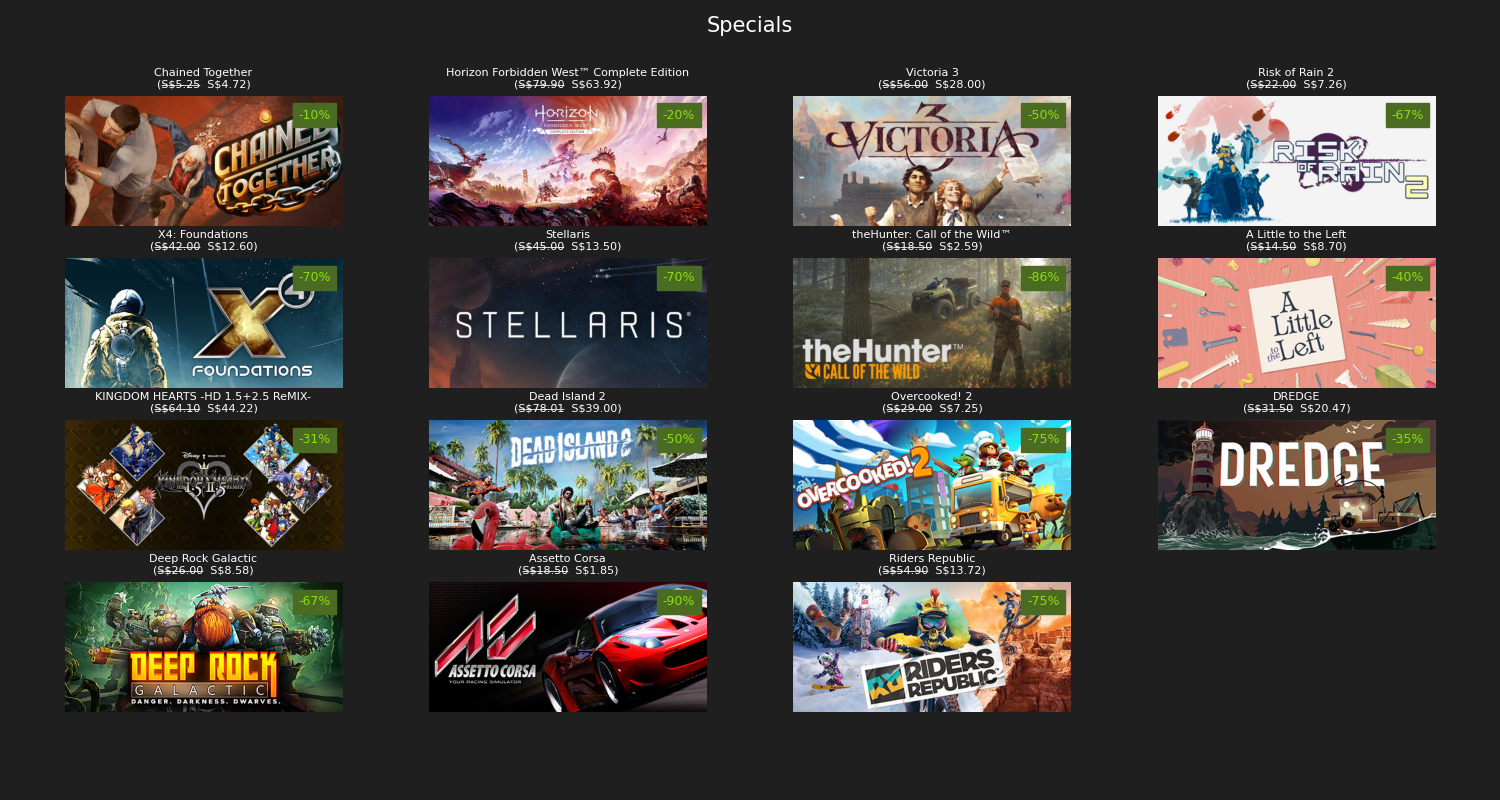 Specials
Chained Together
(S$5.25 S$4.72)
-10%
CHAINED
TOGETHER
Horizon Forbidden West™ Complete Edition
(S$79.90 S$63.92)
-20%
HORIZON
FORBIDDEN WEST
COMPLETE EDITION
Victoria 3
(S$56.00 S$28.00)
-50%
3
VICTORIA
Risk of Rain 2
(S$22.00 S$7.26)
-67%
RISK
OF RAIN
2
X4: Foundations
(S$42.00 S$12.60)
-70%
X4
FOUNDATIONS
Stellaris
(S$45.00 S$13.50)
-70%
STELLARIS
theHunter: Call of the Wild™
(S$18.50 S$2.59)
-86%
theHunter™
CALL OF THE WILD
A Little to the Left
(S$14.50 S$8.70)
-40%
A
Little
to the
Left
KINGDOM HEARTS -HD 1.5+2.5 ReMIX-
(S$64.10 S$44.22)
-31%
Disney
KINGDOM HEARTS
1.5 II.5
Dead Island 2
(S$78.01 S$39.00)
-50%
DEAD ISLAND 2
Overcooked! 2
(S$29.00 S$7.25)
-75%
OVERCOOKED! 2
DREDGE
(S$31.50 S$20.47)
-35%
DREDGE
Deep Rock Galactic
(S$26.00 S$8.58)
-67%
DEEP ROCK
GALACTIC
DANGER. DARKNESS. DWARVES.
Assetto Corsa
(S$18.50 S$1.85)
-90%
ASSETTO CORSA
YOUR RACING SIMULATOR
Riders Republic
(S$54.90 S$13.72)
-75%
RIDERS
REPUBLIC